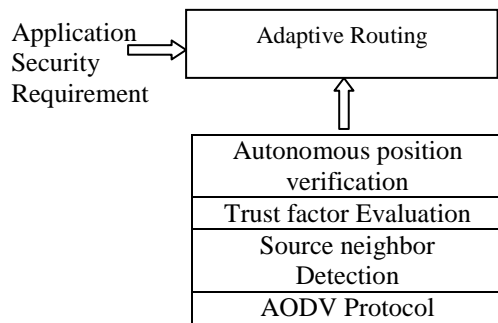 Application
Security
Requirement
Adaptive Routing
Autonomous position
verification
Trust factor Evaluation
Source neighbor
Detection
AODV Protocol